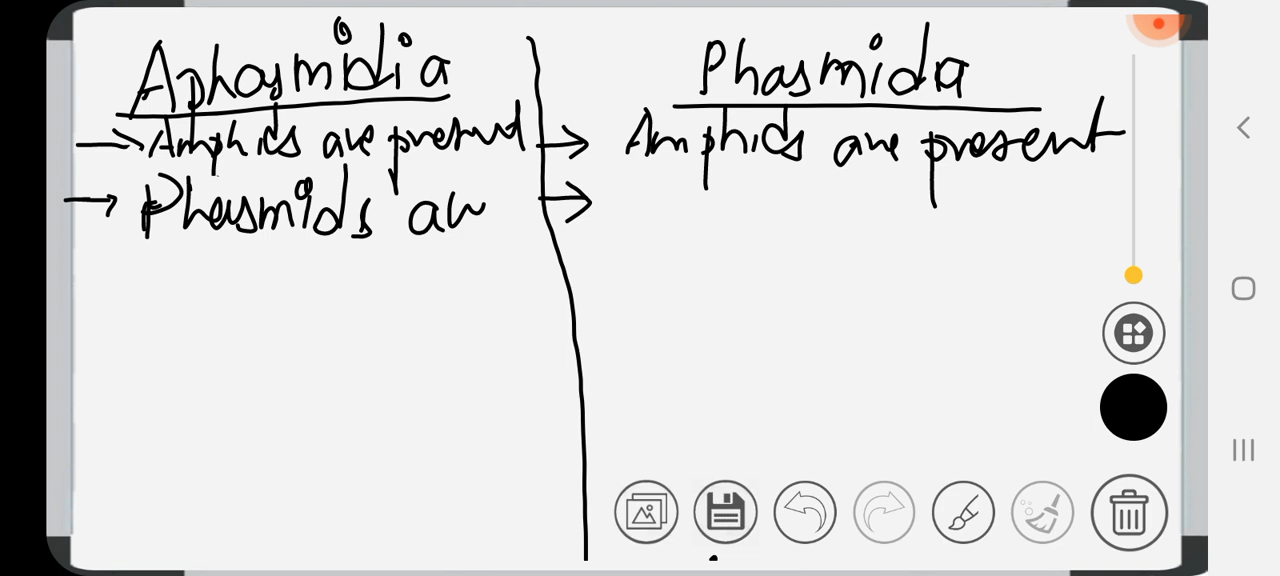 Aphasmidia
Phasmida
→ Amphids are present
→ Amphids are present
→ Phasmids are
→